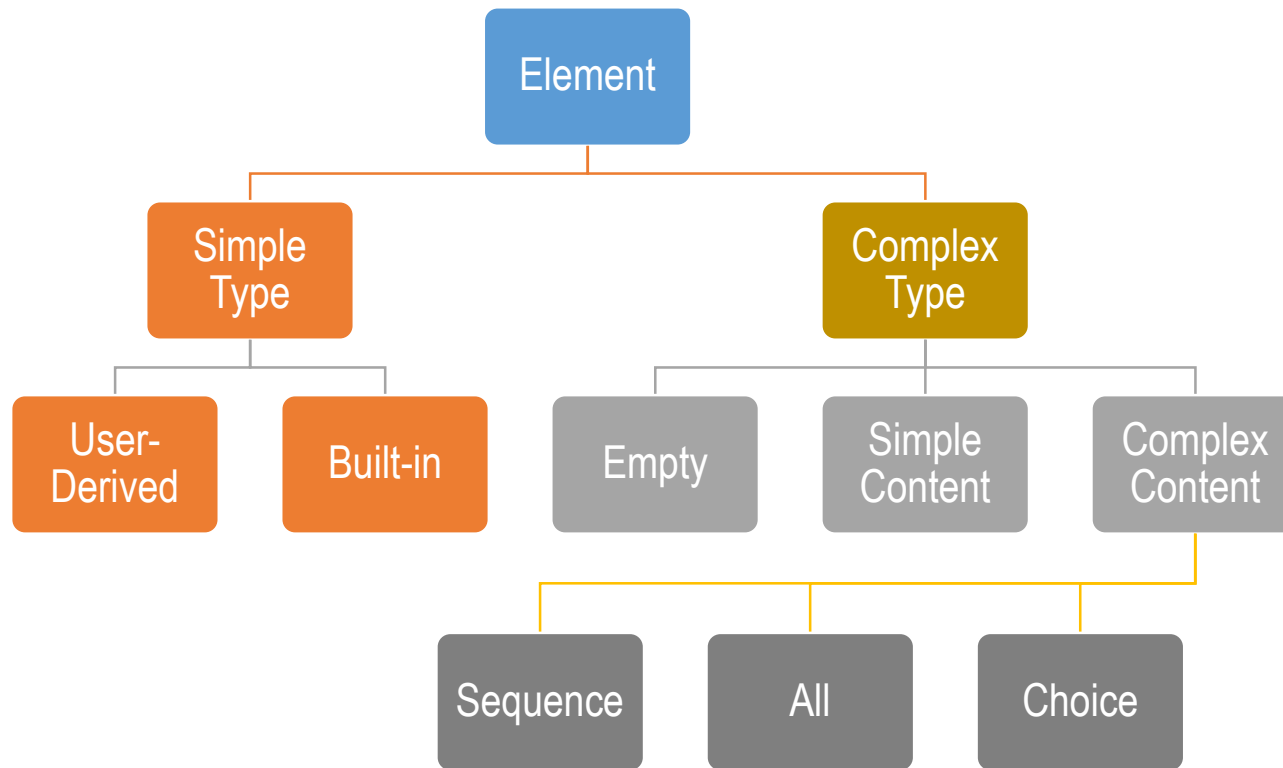 Element
Simple
Type
Complex
Type
User-
Derived
Built-in
Empty
Simple
Content
Complex
Content
Sequence
All
Choice